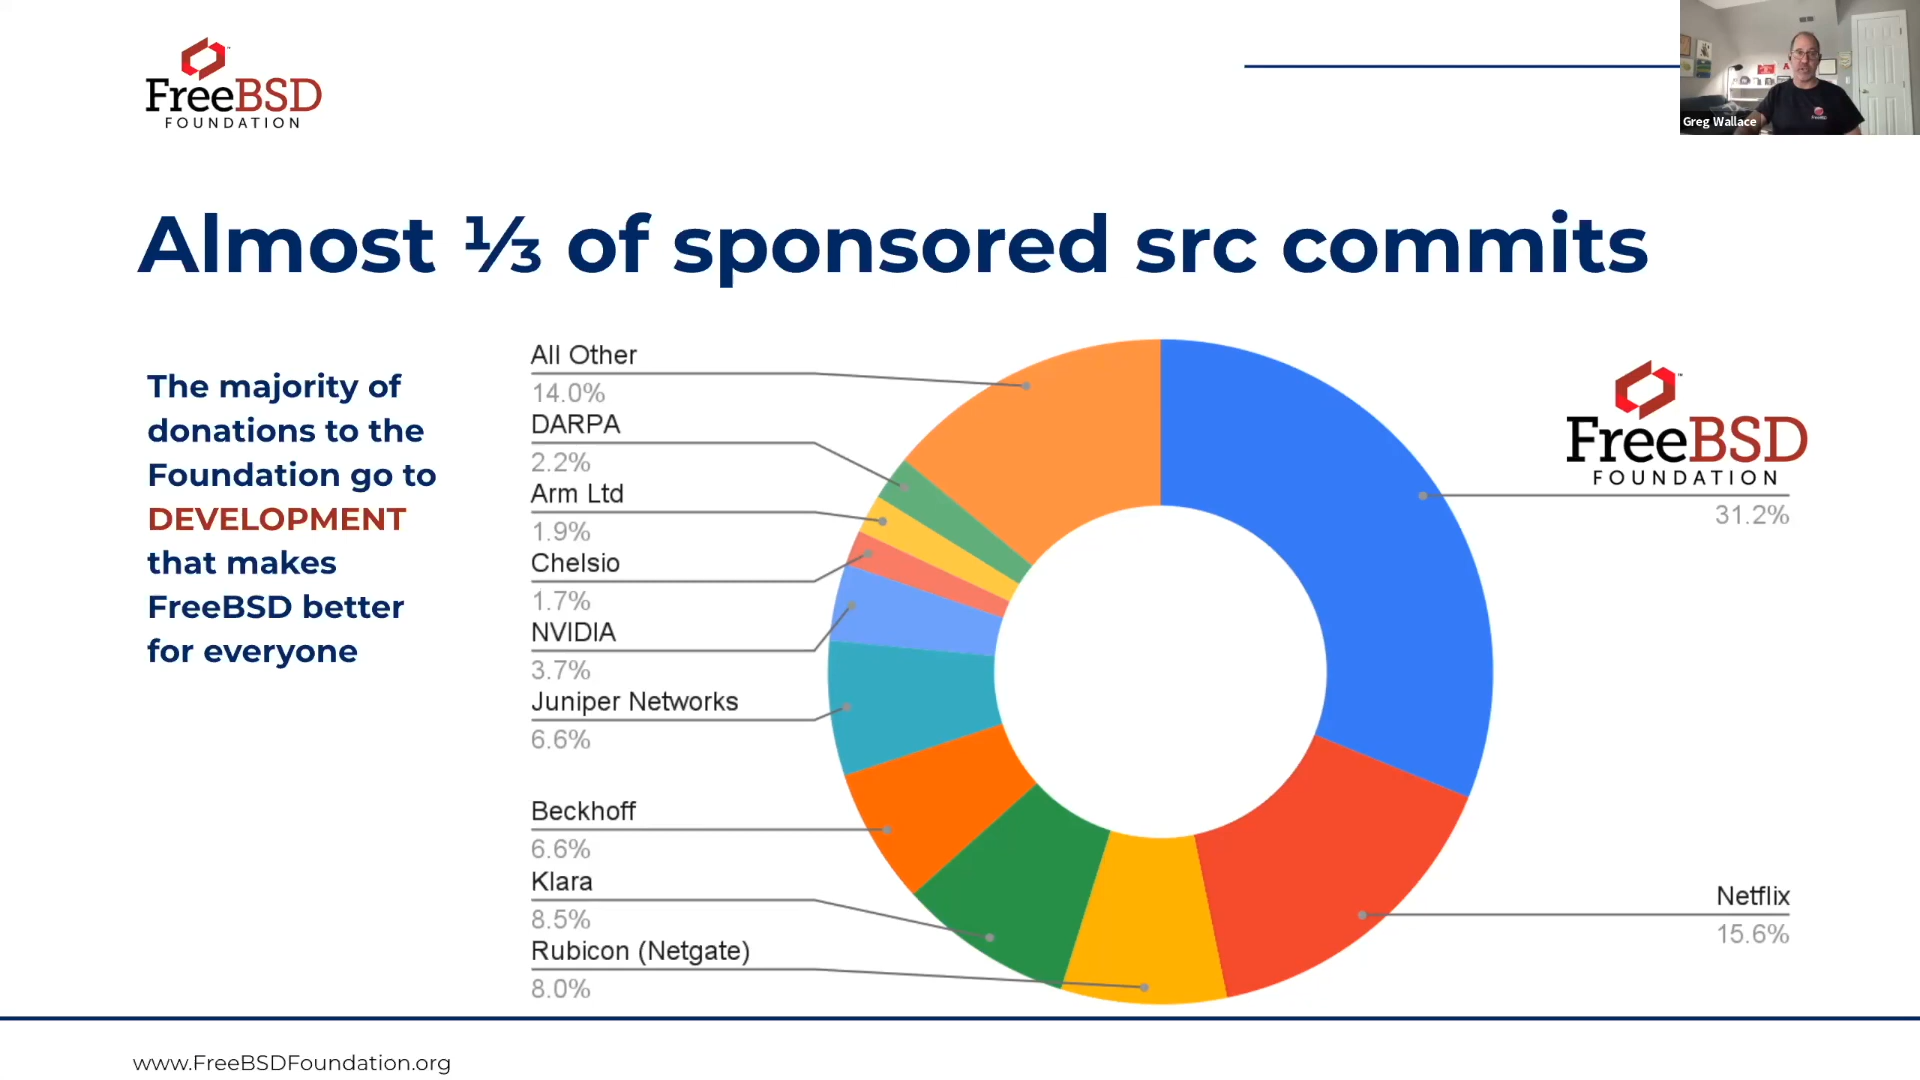 FreeBSD
FOUNDATION
Greg Wallace
Almost ⅓ of sponsored src commits
The majority of
donations to the
Foundation go to
DEVELOPMENT
that makes
FreeBSD better
for everyone
All Other
14.0%
DARPA
2.2%
Arm Ltd
1.9%
Chelsio
1.7%
NVIDIA
3.7%
Juniper Networks
6.6%
Beckhoff
6.6%
Klara
8.5%
Rubicon (Netgate)
8.0%
FreeBSD
FOUNDATION
31.2%
Netflix
15.6%
www.FreeBSDFoundation.org